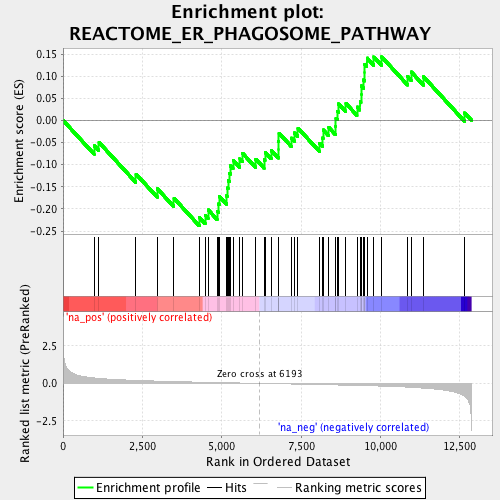 Enrichment plot:
REACTOME_ER_PHAGOSOME_PATHWAY
Enrichment score (ES)
0.15
0.10
0.05
0.00
-0.05
-0.10
-0.15
-0.20
-0.25
'na_pos' (positively correlated)
Ranked list metric (PreRanked)
2.5
0.0
-2.5
Zero cross at 6193
'na_neg' (negatively correlated)
0
2,500
5,000
7,500
10,000
12,500
Rank in Ordered Dataset
Enrichment profile
Hits
Ranking metric scores